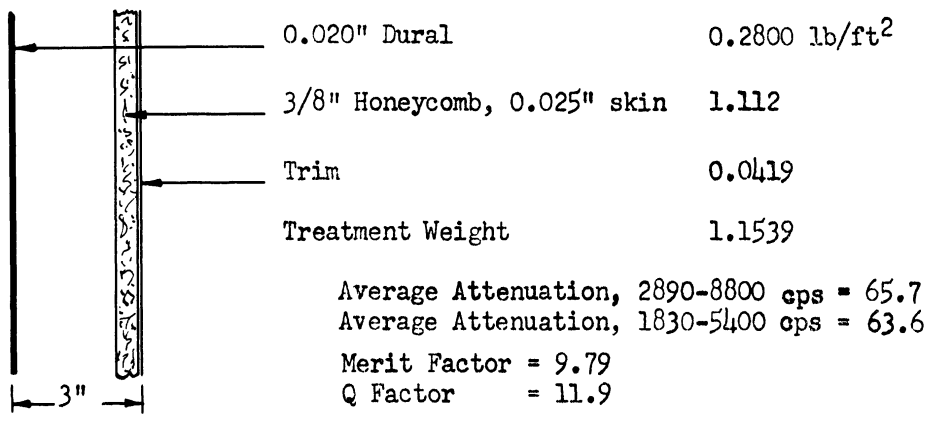 0.020" Dural 0.2800 lb/ft²
3/8" Honeycomb, 0.025" skin 1.112
Trim 0.0419
Treatment Weight 1.1539
Average Attenuation, 2890-8800 cps = 65.7
Average Attenuation, 1830-5400 cps = 63.6
Merit Factor = 9.79
Q Factor = 11.9
3"